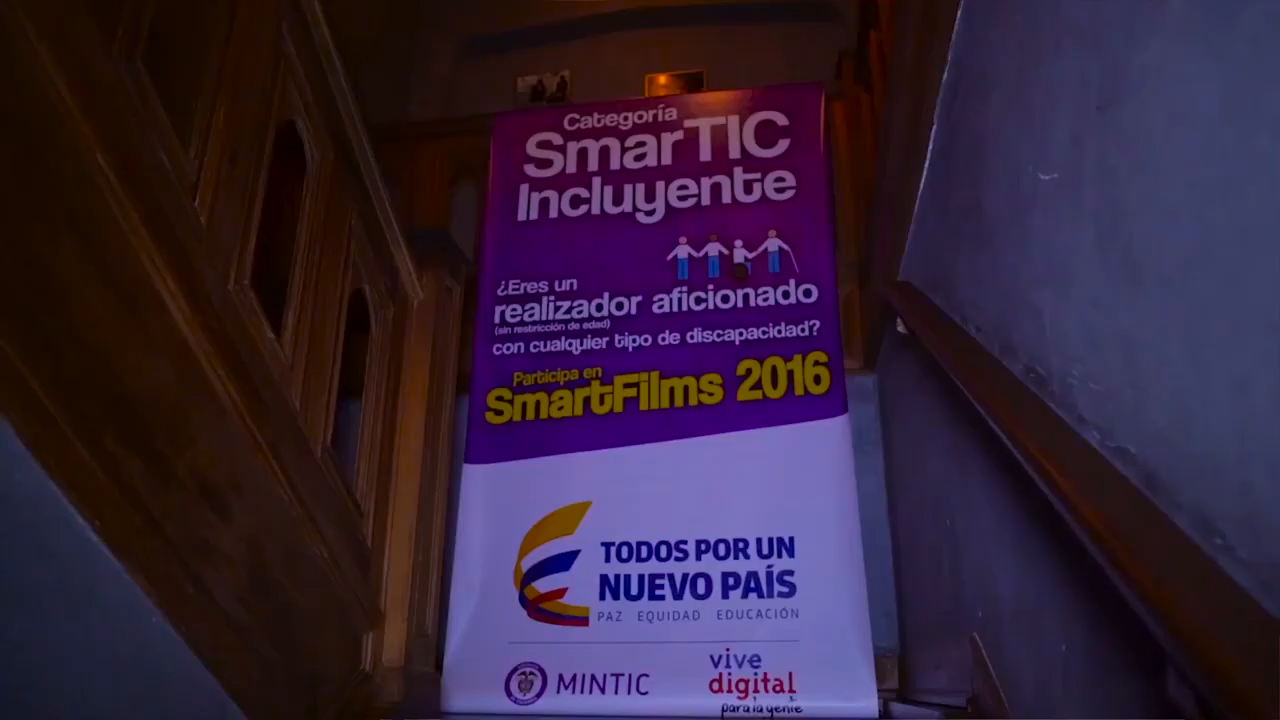 Categoría
SmarTIC
Incluyente
¿Eres un
realizador aficionado
(sin restricción de edad)
con cualquier tipo de discapacidad?
Participa en
SmartFilms 2016
TODOS POR UN
NUEVO PAÍS
PAZ EQUIDAD EDUCACIÓN
MINTIC
vive
digital
para la gente